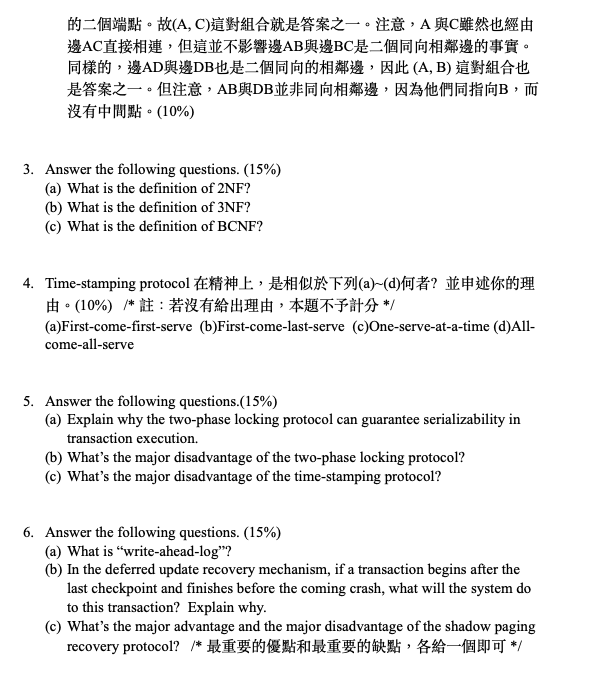 的二個端點。故(A, C)這對組合就是答案之一。注意，A 與C雖然也經由
邊AC直接相連，但這並不影響邊AB與邊BC是二個同向相鄰邊的事實。
同樣的，邊AD與邊DB也是二個同向的相鄰邊，因此 (A, B) 這對組合也
是答案之一。但注意，AB與DB並非同向相鄰邊，因為他們同指向B，而
沒有中間點。(10%)
3. Answer the following questions. (15%)
(a) What is the definition of 2NF?
(b) What is the definition of 3NF?
(c) What is the definition of BCNF?
4. Time-stamping protocol 在精神上，是相似於下列(a)~(d)何者? 並申述你的理
由。(10%) /* 註：若沒有給出理由，本題不予計分 */
(a)First-come-first-serve (b)First-come-last-serve (c)One-serve-at-a-time (d)All-
come-all-serve
5. Answer the following questions.(15%)
(a) Explain why the two-phase locking protocol can guarantee serializability in
transaction execution.
(b) What’s the major disadvantage of the two-phase locking protocol?
(c) What’s the major disadvantage of the time-stamping protocol?
6. Answer the following questions. (15%)
(a) What is “write-ahead-log”?
(b) In the deferred update recovery mechanism, if a transaction begins after the
last checkpoint and finishes before the coming crash, what will the system do
to this transaction? Explain why.
(c) What’s the major advantage and the major disadvantage of the shadow paging
recovery protocol? /* 最重要的優點和最重要的缺點，各給一個即可 */